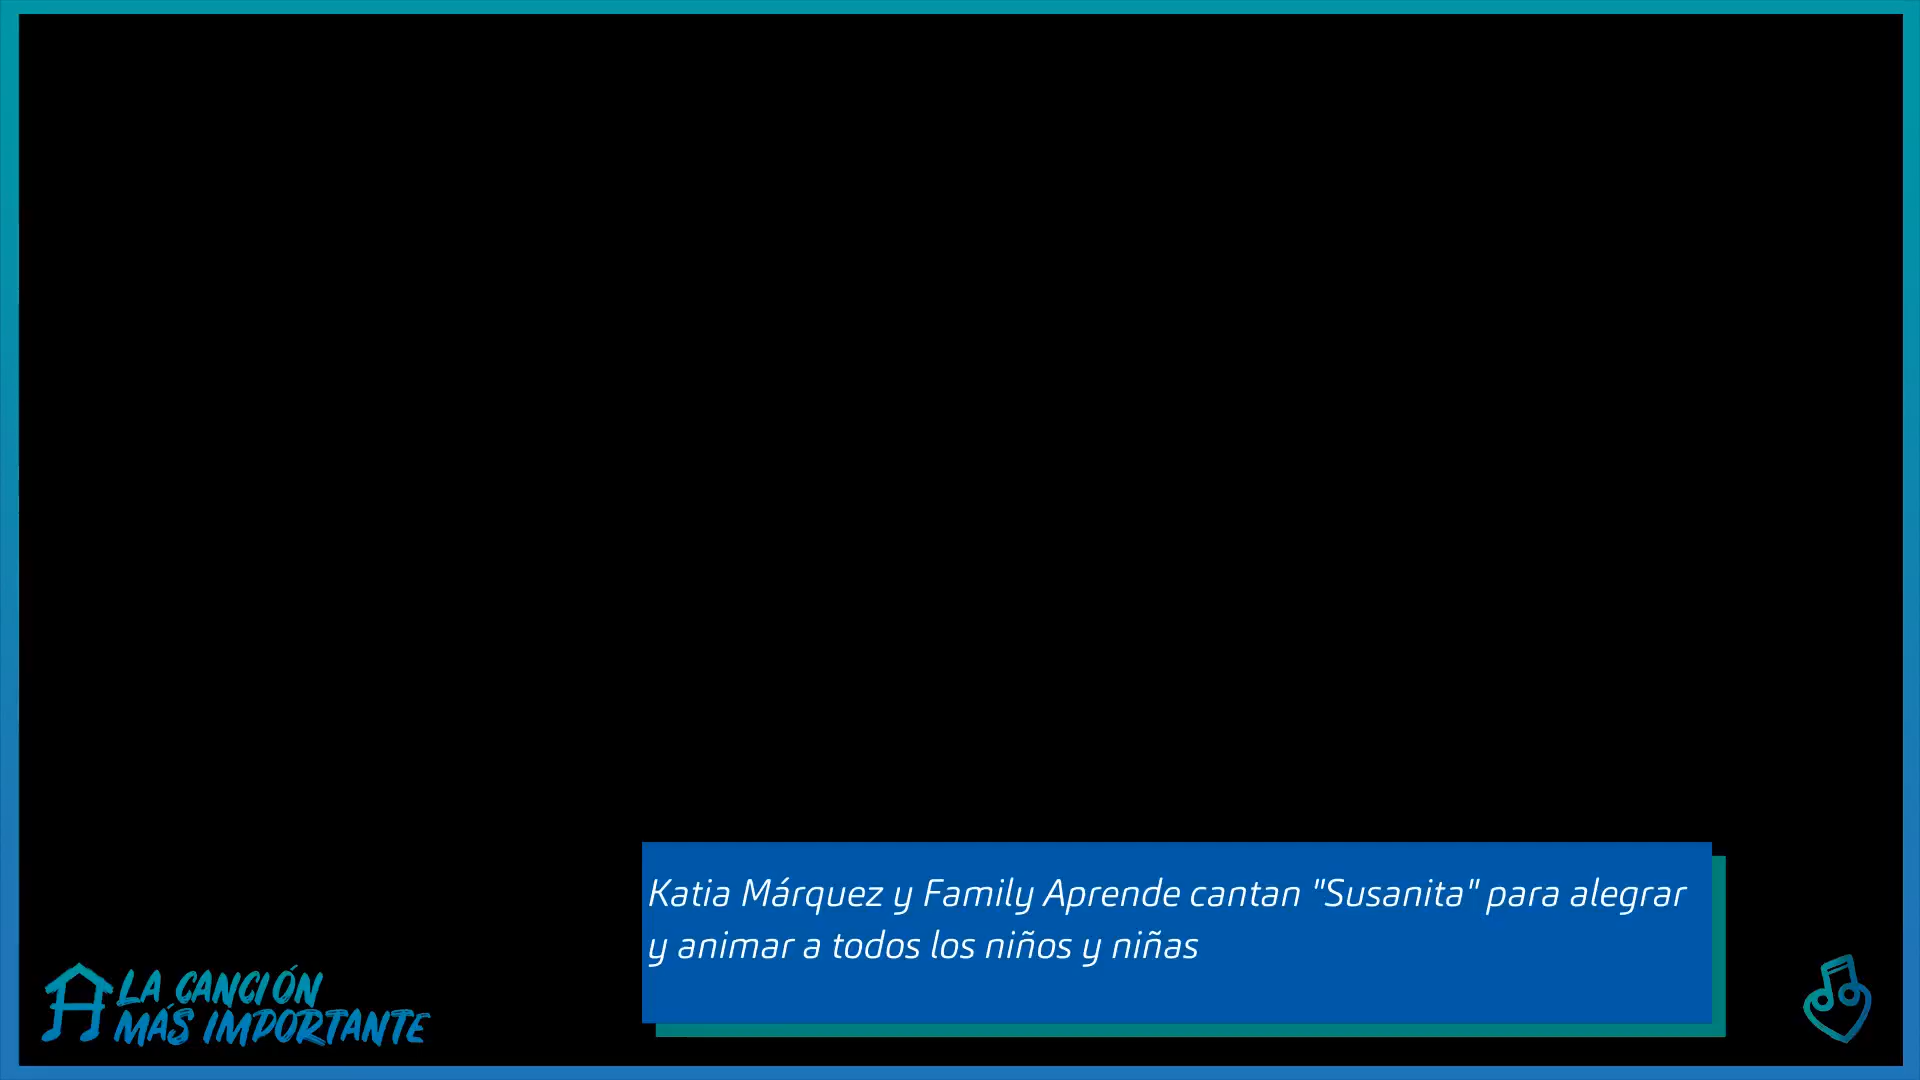 Katia Márquez y Family Aprende cantan "Susanita" para alegrar
y animar a todos los niños y niñas
LA CANCIÓN
MÁS IMPORTANTE